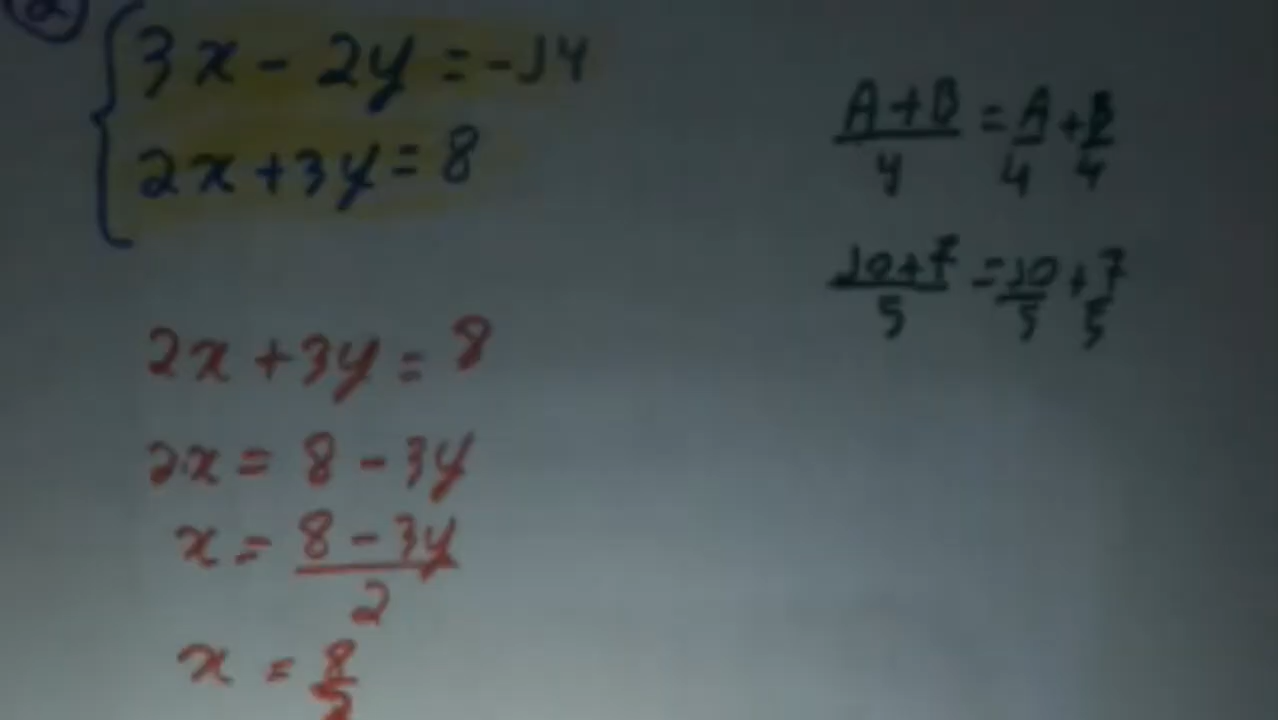 2
3x - 2y = -14
2x + 3y = 8
2x + 3y = 8
2x = 8 - 3y
x = (8 - 3y)/2
x = 8/2
(A + B)/4 = A/4 + B/4
(10 + 7)/5 = 10/5 + 7/5